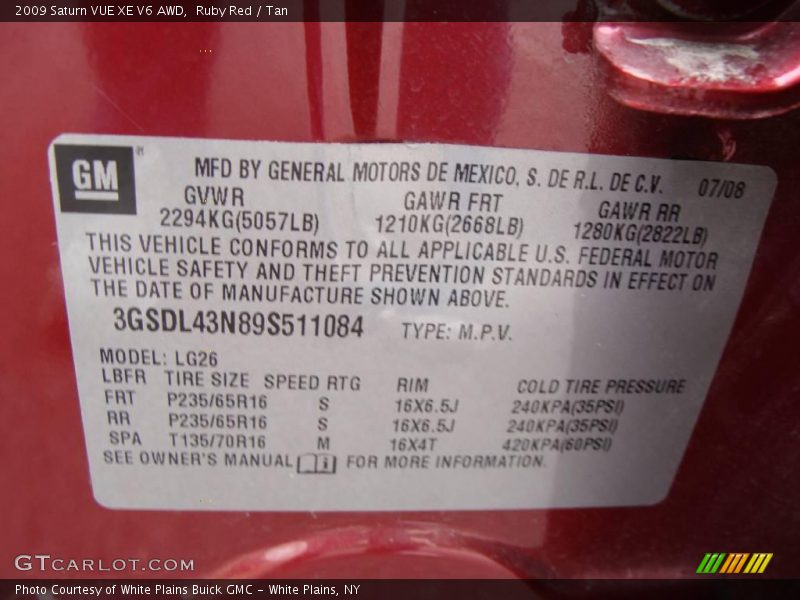 2009 Saturn VUE XE V6 AWD,  Ruby Red / Tan
GM
MFD BY GENERAL MOTORS DE MEXICO, S. DE R.L. DE C.V. 07/08
GVWR GAWR FRT GAWR RR
2294KG(5057LB) 1210KG(2668LB) 1280KG(2822LB)
THIS VEHICLE CONFORMS TO ALL APPLICABLE U.S. FEDERAL MOTOR
VEHICLE SAFETY AND THEFT PREVENTION STANDARDS IN EFFECT ON
THE DATE OF MANUFACTURE SHOWN ABOVE.
3GSDL43N89S511084 TYPE: M.P.V.
MODEL: LG26
LBFR TIRE SIZE SPEED RTG RIM COLD TIRE PRESSURE
FRT P235/65R16 S 16X6.5J 240KPA(35PSI)
RR P235/65R16 S 16X6.5J 240KPA(35PSI)
SPA T135/70R16 M 16X4T 420KPA(60PSI)
SEE OWNER'S MANUAL FOR MORE INFORMATION.
GTCARLOT.COM
Photo Courtesy of White Plains Buick GMC - White Plains, NY